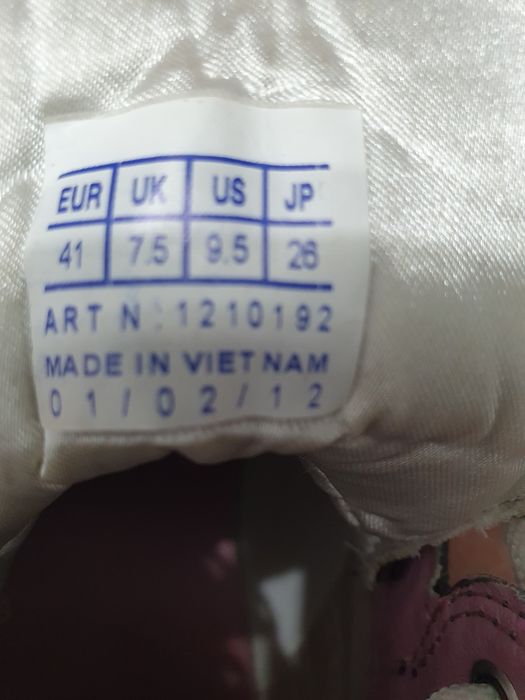 EUR UK US JP
41 7.5 9.5 26
ART N: 1210192
MADE IN VIETNAM
01/02/12